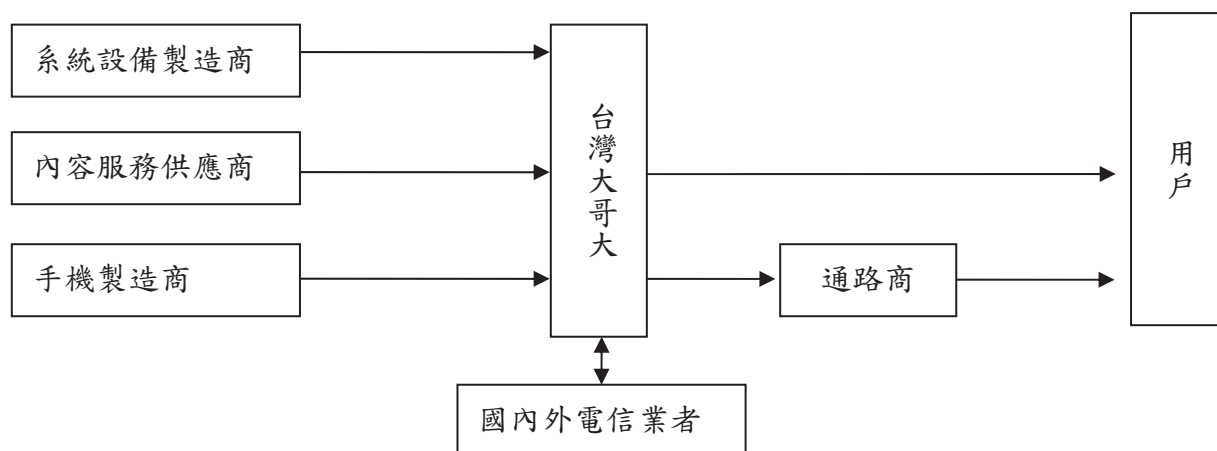 系統設備製造商
內容服務供應商
手機製造商
台灣大哥大
通路商
用戶
國內外電信業者